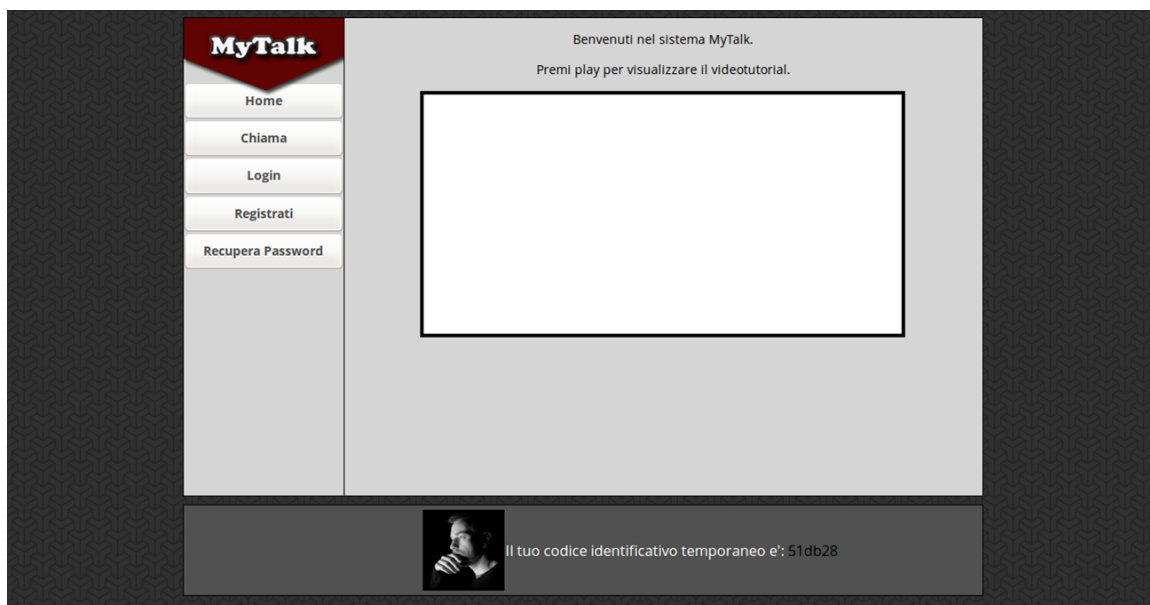 MyTalk
Home
Chiama
Login
Registrati
Recupera Password
Benvenuti nel sistema MyTalk.
Premi play per visualizzare il videotutorial.
Il tuo codice identificativo temporaneo e': 51db28